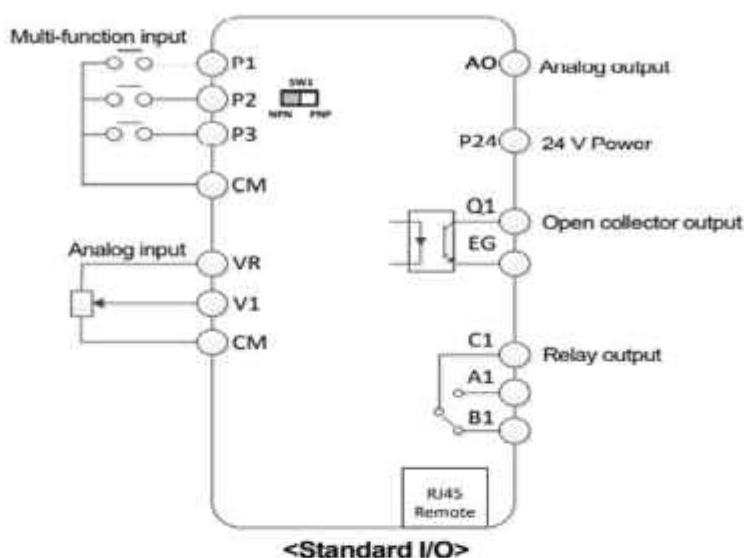 Multi-function input
P1
P2
P3
CM
SW1
NPN PNP
Analog input
VR
V1
CM
AO Analog output
P24 24 V Power
Q1 Open collector output
EG
C1 Relay output
A1
B1
RJ45
Remote
<Standard I/O>